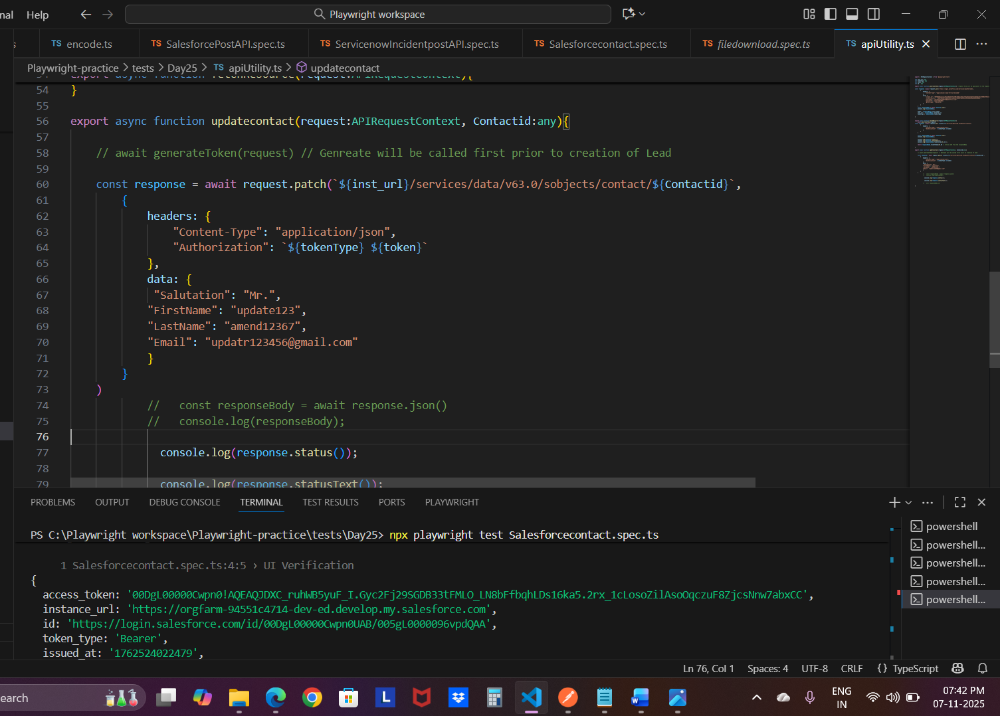 nal Help Playwright workspace
s TS encode.ts TS SalesforcePostAPI.spec.ts TS ServicenowIncidentpostAPI.spec.ts TS Salesforcecontact.spec.ts TS filedownload.spec.ts TS apiUtility.ts
Playwright-practice > tests > Day25 > TS apiUtility.ts > updatecontact
54 }
55
56 export async function updatecontact(request:APIRequestContext, Contactid:any){
57
58 // await generateToken(request) // Genreate will be called first prior to creation of Lead
59
60 const response = await request.patch(`${inst_url}/services/data/v63.0/sobjects/contact/${Contactid}`,
61 {
62 headers: {
63 "Content-Type": "application/json",
64 "Authorization": `${tokenType} ${token}`
65 },
66 data: {
67 "Salutation": "Mr.",
68 "FirstName": "update123",
69 "LastName": "amend12367",
70 "Email": "updatr123456@gmail.com"
71 }
72 }
73 )
74 // const responseBody = await response.json()
75 // console.log(responseBody);
76
77 console.log(response.status());
78
79 console.log(response.statusText());
PROBLEMS OUTPUT DEBUG CONSOLE TERMINAL TEST RESULTS PORTS PLAYWRIGHT
PS C:\Playwright workspace\Playwright-practice\tests\Day25> npx playwright test Salesforcecontact.spec.ts
1 Salesforcecontact.spec.ts:4:5 › UI Verification
{
access_token: '00DgL00000Cwpn0!AQEAQJDXC_ruhWB5yuF_I.Gyc2Fj29SGDB33tFMLO_LN8bFfbqhLDs16ka5.2rx_1cLosoZilAsoOqczuF8ZjcsNnw7abxCC',
instance_url: 'https://orgfarm-94551c4714-dev-ed.develop.my.salesforce.com',
id: 'https://login.salesforce.com/id/00DgL00000Cwpn0UAB/005gL0000096vpdQAA',
token_type: 'Bearer',
issued_at: '1762524022479',
powershell
powershell...
powershell...
powershell...
powershell...
Ln 76, Col 1 Spaces: 4 UTF-8 CRLF {} TypeScript
earch
ENG
IN
07:42 PM
07-11-2025